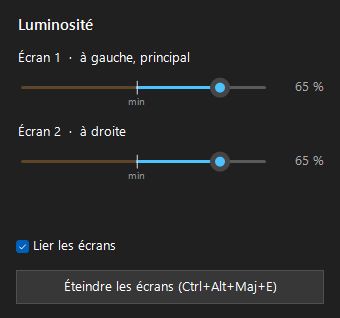 Luminosité
Écran 1 · à gauche, principal
65 %
min
Écran 2 · à droite
65 %
min
Lier les écrans
Éteindre les écrans (Ctrl+Alt+Maj+E)